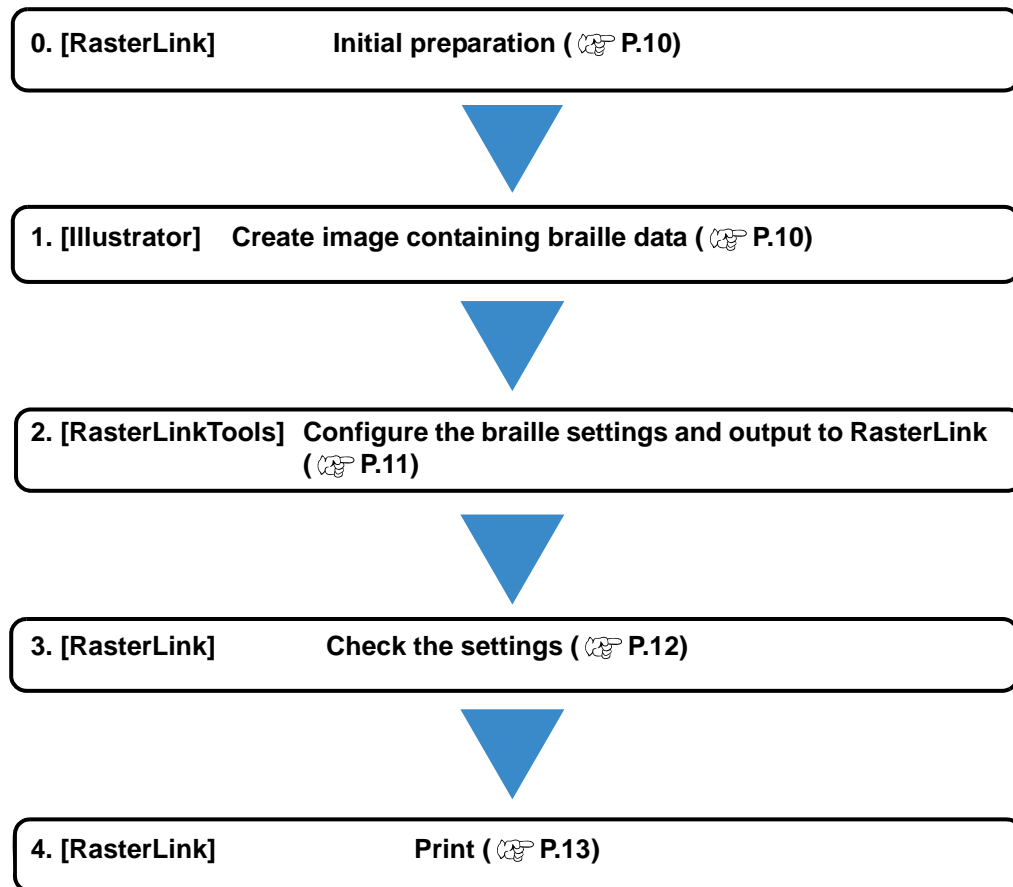 0. [RasterLink] Initial preparation ( P.10)
1. [Illustrator] Create image containing braille data ( P.10)
2. [RasterLinkTools] Configure the braille settings and output to RasterLink
( P.11)
3. [RasterLink] Check the settings ( P.12)
4. [RasterLink] Print ( P.13)